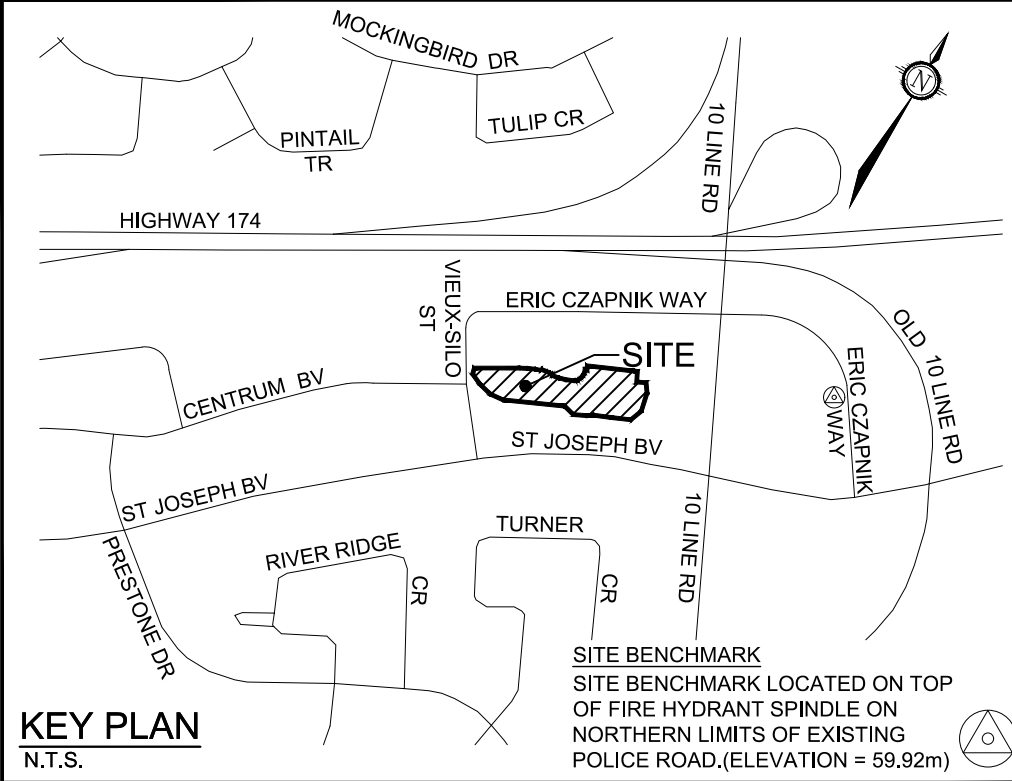 MOCKINGBIRD DR
PINTAIL
TR
TULIP CR
10 LINE RD
N
HIGHWAY 174
VIEUX-SILO
ST
ERIC CZAPNIK WAY
SITE
OLD 10 LINE RD
ERIC CZAPNIK
WAY
CENTRUM BV
ST JOSEPH BV
ST JOSEPH BV
10 LINE RD
PRESTONE DR
RIVER RIDGE
CR
TURNER
CR
SITE BENCHMARK
SITE BENCHMARK LOCATED ON TOP
OF FIRE HYDRANT SPINDLE ON
NORTHERN LIMITS OF EXISTING
POLICE ROAD.(ELEVATION = 59.92m)
KEY PLAN
N.T.S.